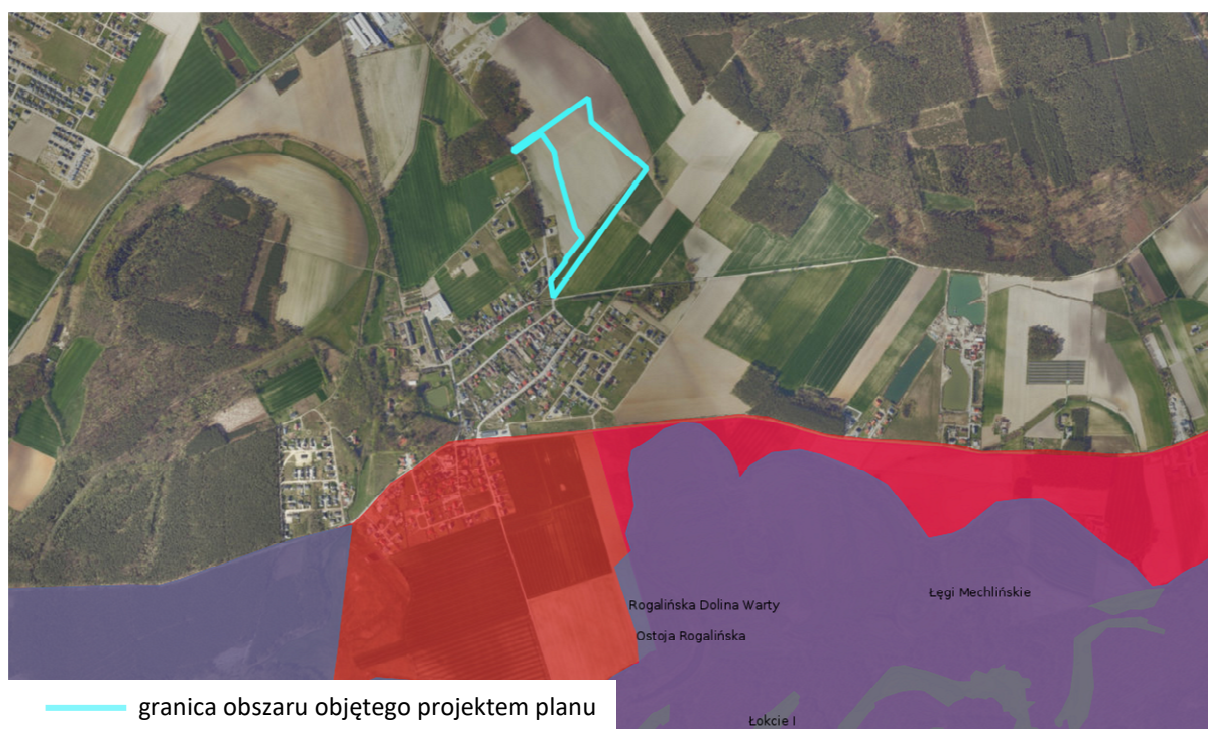 Łęgi Mechlińskie
Rogalińska Dolina Warty
Ostoja Rogalińska
Łokcie I
granica obszaru objętego projektem planu